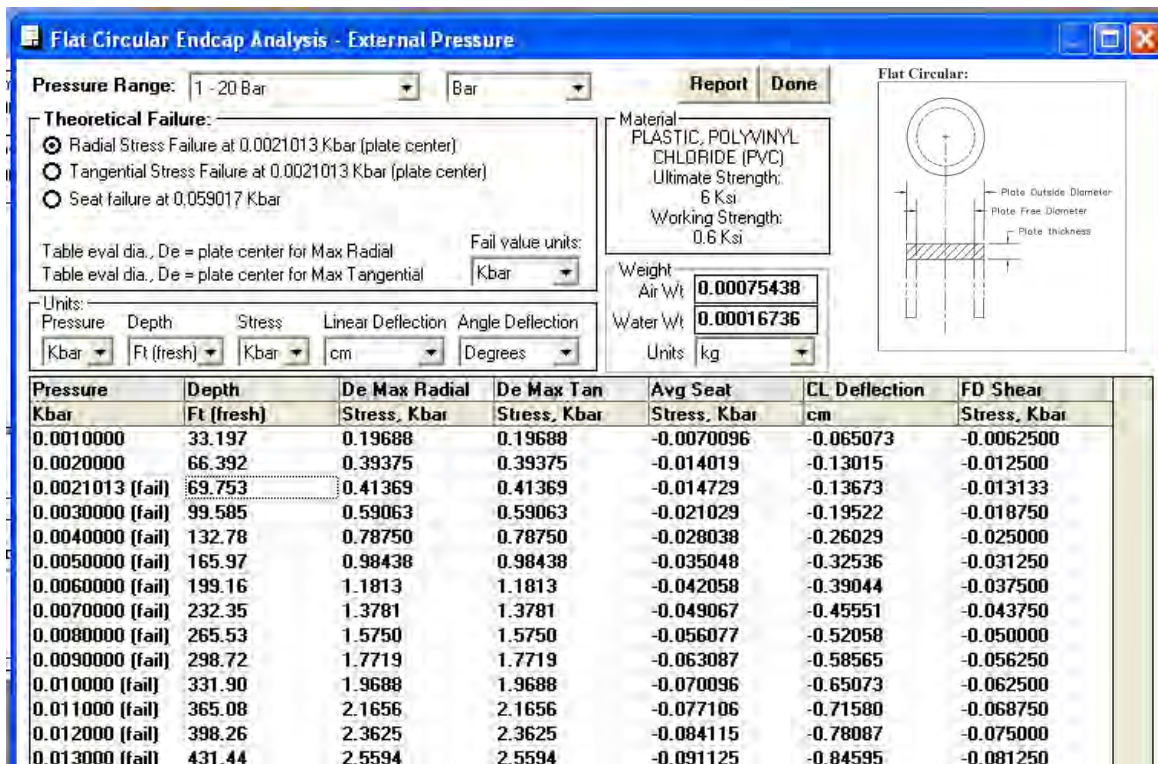 Flat Circular Endcap Analysis - External Pressure
Pressure Range: 1 - 20 Bar Bar Report Done
Theoretical Failure:
Radial Stress Failure at 0.0021013 Kbar (plate center)
Tangential Stress Failure at 0.0021013 Kbar (plate center)
Seat failure at 0.059017 Kbar
Table eval dia., De = plate center for Max Radial
Table eval dia., De = plate center for Max Tangential
Fail value units:
Kbar
Material
PLASTIC, POLYVINYL
CHLORIDE (PVC)
Ultimate Strength:
6 Ksi
Working Strength:
0.6 Ksi
Weight
Air Wt 0.00075438
Water Wt 0.00016736
Units kg
Flat Circular:
Plate Outside Diameter
Plate Free Diameter
Plate thickness
Units:
Pressure Depth Stress Linear Deflection Angle Deflection
Kbar Ft (fresh) Kbar cm Degrees
Pressure Depth De Max Radial De Max Tan Avg Seat CL Deflection FD Shear
Kbar Ft (fresh) Stress, Kbar Stress, Kbar Stress, Kbar cm Stress, Kbar
0.0010000 33.197 0.19688 0.19688 -0.0070096 -0.065073 -0.0062500
0.0020000 66.392 0.39375 0.39375 -0.014019 -0.13015 -0.012500
0.0021013 (fail) 69.753 0.41369 0.41369 -0.014729 -0.13673 -0.013133
0.0030000 (fail) 99.585 0.59063 0.59063 -0.021029 -0.19522 -0.018750
0.0040000 (fail) 132.78 0.78750 0.78750 -0.028038 -0.26029 -0.025000
0.0050000 (fail) 165.97 0.98438 0.98438 -0.035048 -0.32536 -0.031250
0.0060000 (fail) 199.16 1.1813 1.1813 -0.042058 -0.39044 -0.037500
0.0070000 (fail) 232.35 1.3781 1.3781 -0.049067 -0.45551 -0.043750
0.0080000 (fail) 265.53 1.5750 1.5750 -0.056077 -0.52058 -0.050000
0.0090000 (fail) 298.72 1.7719 1.7719 -0.063087 -0.58565 -0.056250
0.010000 (fail) 331.90 1.9688 1.9688 -0.070096 -0.65073 -0.062500
0.011000 (fail) 365.08 2.1656 2.1656 -0.077106 -0.71580 -0.068750
0.012000 (fail) 398.26 2.3625 2.3625 -0.084115 -0.78087 -0.075000
0.013000 (fail) 431.44 2.5594 2.5594 -0.091125 -0.84595 -0.081250